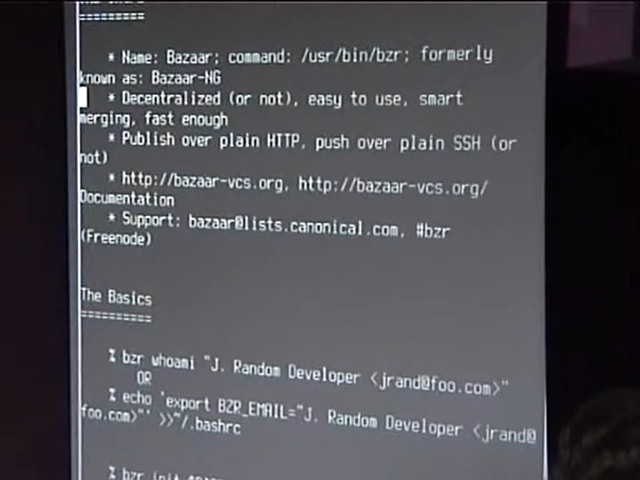 =========
* Name: Bazaar; command: /usr/bin/bzr; formerly
known as: Bazaar-NG
* Decentralized (or not), easy to use, smart
merging, fast enough
* Publish over plain HTTP, push over plain SSH (or
not)
* http://bazaar-vcs.org, http://bazaar-vcs.org/
Documentation
* Support: bazaar@lists.canonical.com, #bzr
(Freenode)
The Basics
==========
% bzr whoami "J. Random Developer <jrand@foo.com>"
OR
% echo 'export BZR_EMAIL="J. Random Developer <jrand@
foo.com>"' >>~/.bashrc
% bzr init